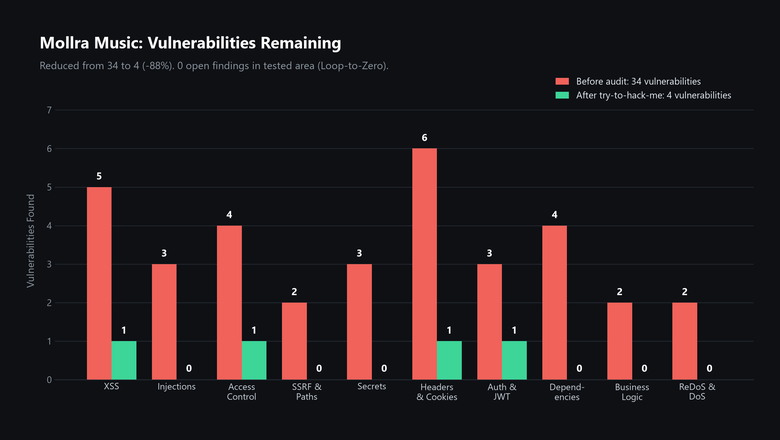 Mollra Music: Vulnerabilities Remaining
Reduced from 34 to 4 (-88%). 0 open findings in tested area (Loop-to-Zero).
Before audit: 34 vulnerabilities
After try-to-hack-me: 4 vulnerabilities
Vulnerabilities Found
7
6
5
4
3
2
1
0
5
1
3
0
4
1
2
0
3
0
6
1
3
1
4
0
2
0
2
0
XSS
Injections
Access
Control
SSRF &
Paths
Secrets
Headers
& Cookies
Auth &
JWT
Depend-
encies
Business
Logic
ReDoS &
DoS